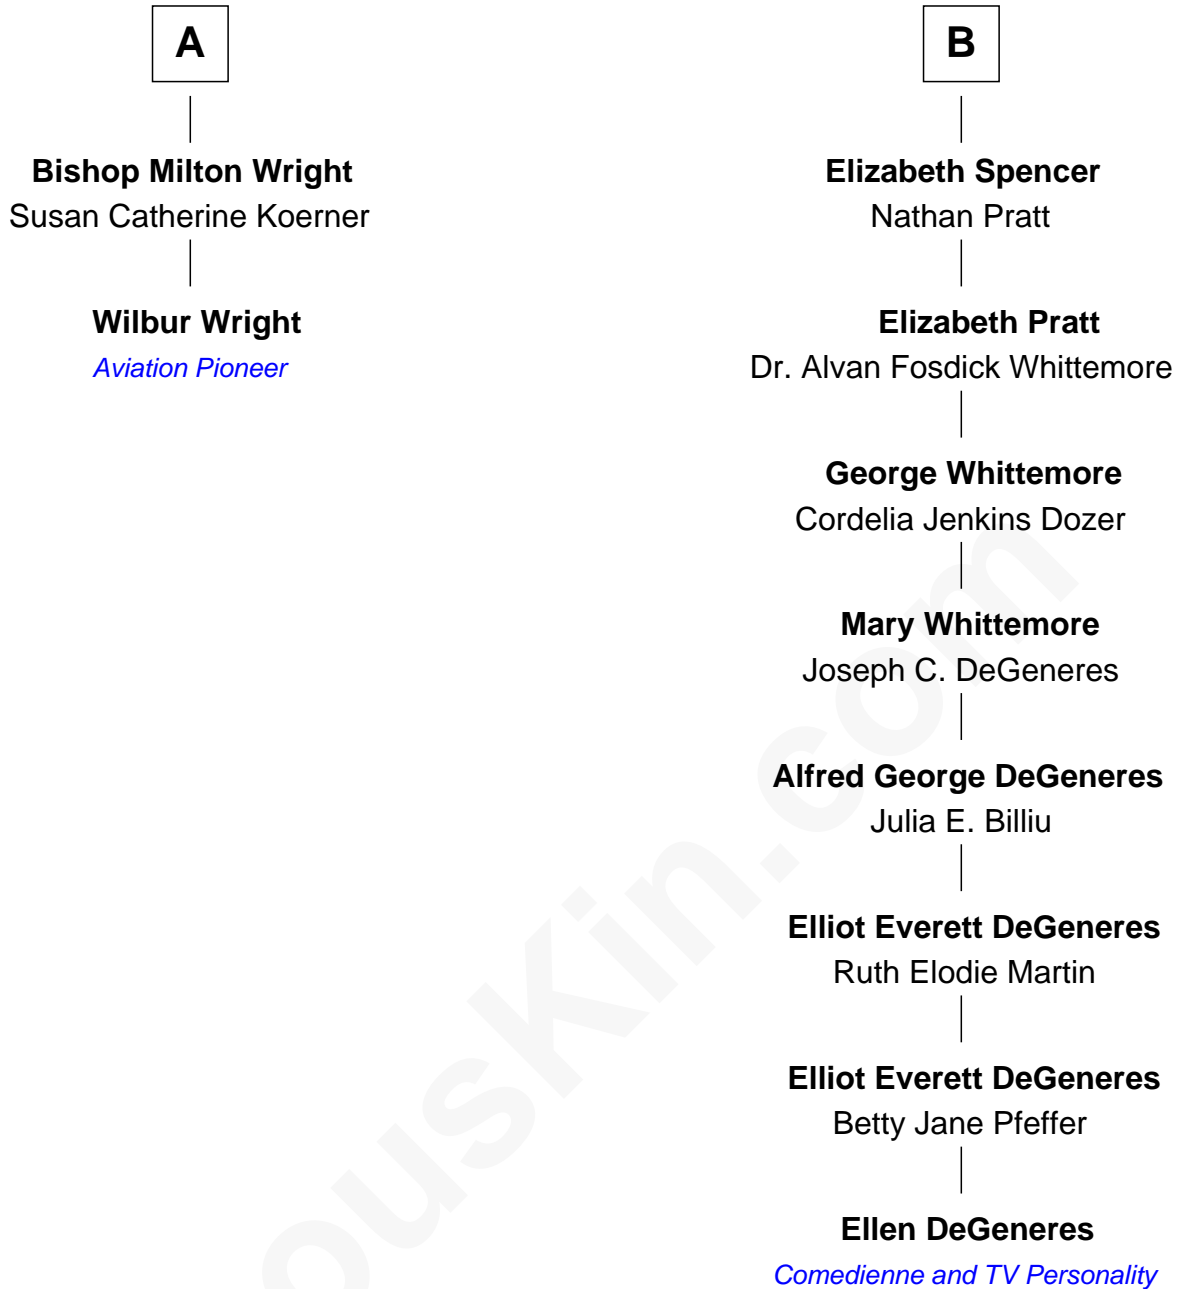 A
Bishop Milton Wright
Susan Catherine Koerner
Wilbur Wright
Aviation Pioneer
B
Elizabeth Spencer
Nathan Pratt
Elizabeth Pratt
Dr. Alvan Fosdick Whittemore
George Whittemore
Cordelia Jenkins Dozer
Mary Whittemore
Joseph C. DeGeneres
Alfred George DeGeneres
Julia E. Billiu
Elliot Everett DeGeneres
Ruth Elodie Martin
Elliot Everett DeGeneres
Betty Jane Pfeffer
Ellen DeGeneres
Comedienne and TV Personality
ousKin.com